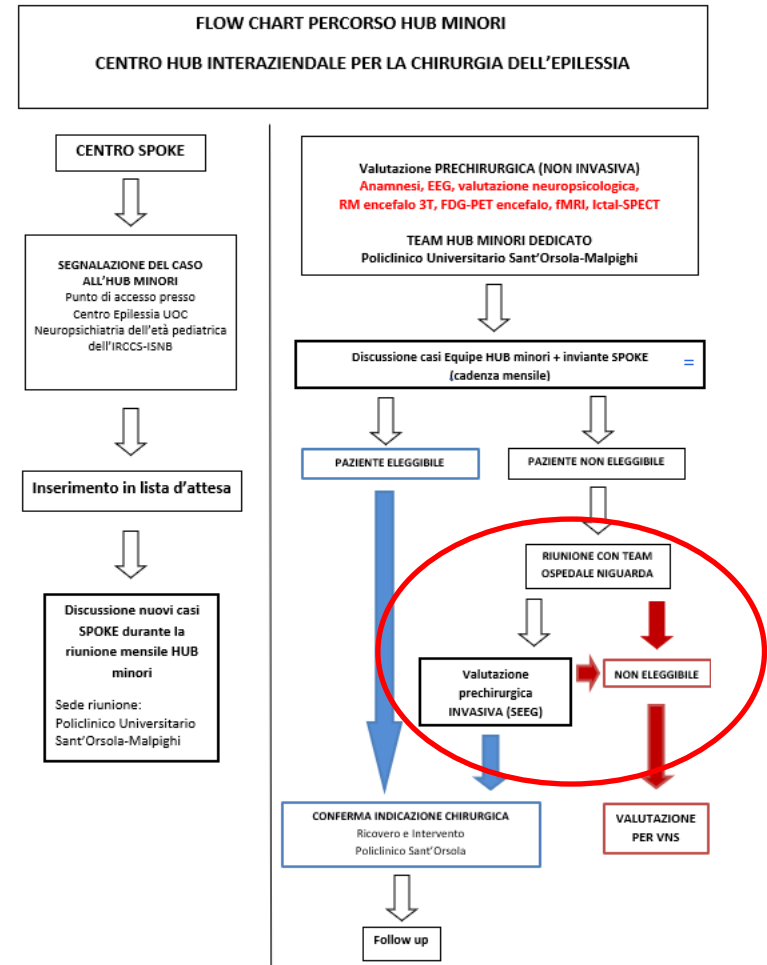 FLOW CHART PERCORSO HUB MINORI
CENTRO HUB INTERAZIENDALE PER LA CHIRURGIA DELL'EPILESSIA
CENTRO SPOKE
SEGNALAZIONE DEL CASO
ALL'HUB MINORI
Punto di accesso presso
Centro Epilessia UOC
Neuropsichiatria dell'età pediatrica
dell'IRCCS-ISNB
Inserimento in lista d'attesa
Discussione nuovi casi
SPOKE durante la
riunione mensile HUB
minori
Sede riunione:
Policlinico Universitario
Sant'Orsola-Malpighi
Valutazione PRECHIRURGICA (NON INVASIVA)
Anamnesi, EEG, valutazione neuropsicologica,
RM encefalo 3T, FDG-PET encefalo, fMRI, Ictal-SPECT
TEAM HUB MINORI DEDICATO
Policlinico Universitario Sant'Orsola-Malpighi
Discussione casi Equipe HUB minori + inviante SPOKE =
(cadenza mensile)
PAZIENTE ELEGGIBILE
PAZIENTE NON ELEGGIBILE
RIUNIONE CON TEAM
OSPEDALE NIGUARDA
Valutazione
prechirurgica
INVASIVA (SEEG)
NON ELEGGIBILE
CONFERMA INDICAZIONE CHIRURGICA
Ricovero e Intervento
Policlinico Sant'Orsola
VALUTAZIONE
PER VNS
Follow up